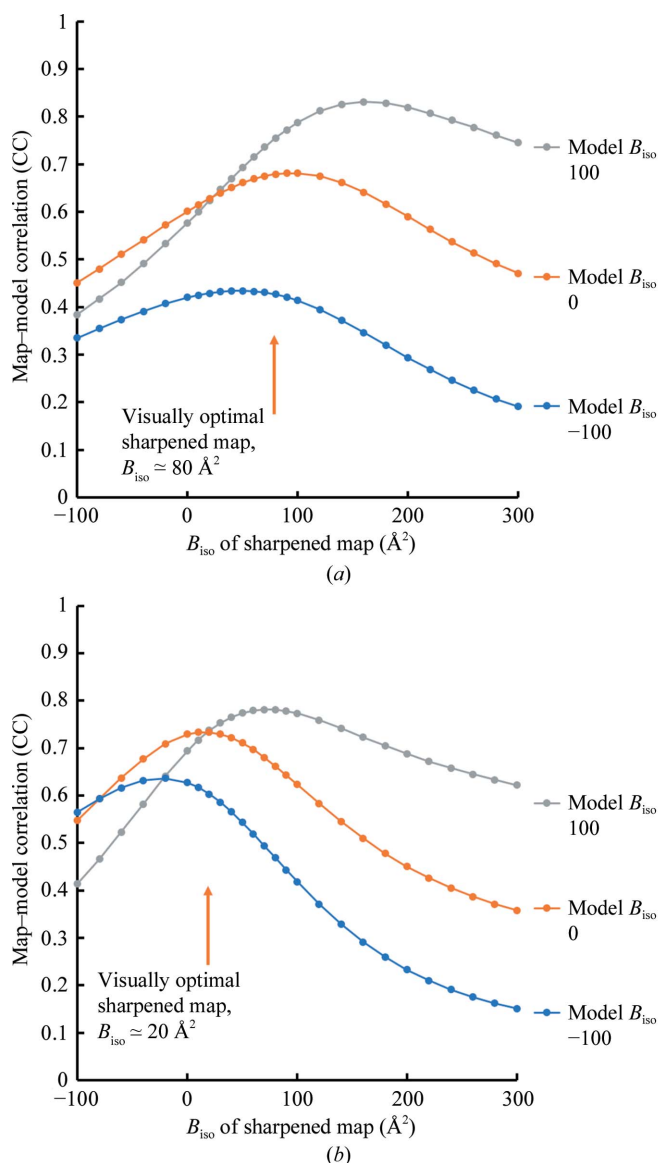 1
0.9
0.8
0.7
0.6
0.5
0.4
0.3
0.2
0.1
0
Map–model correlation (CC)
Model Biso
100
Model Biso
0
Model Biso
−100
Visually optimal
sharpened map,
Biso ≃ 80 Å²
−100 0 100 200 300
Biso of sharpened map (Å²)
(a)
1
0.9
0.8
0.7
0.6
0.5
0.4
0.3
0.2
0.1
0
Map–model correlation (CC)
Model Biso
100
Model Biso
0
Model Biso
−100
Visually optimal
sharpened map,
Biso ≃ 20 Å²
−100 0 100 200 300
Biso of sharpened map (Å²)
(b)